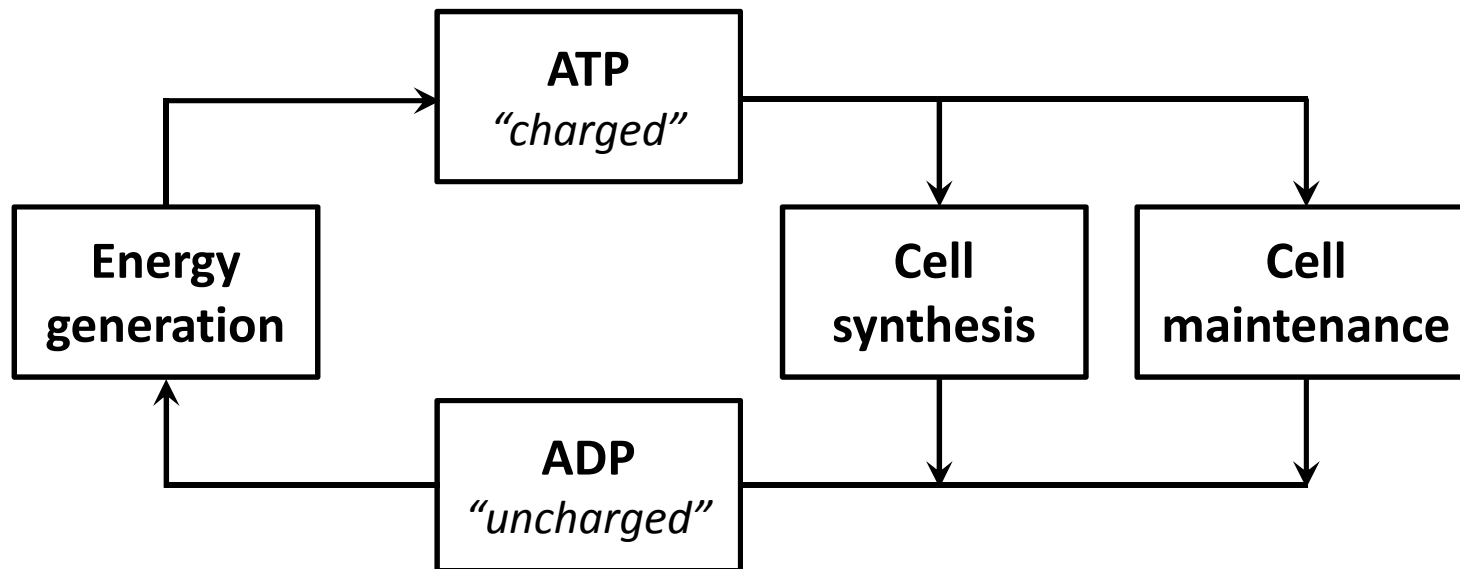 ATP
“charged”
Energy
generation
Cell
synthesis
Cell
maintenance
ADP
“uncharged”